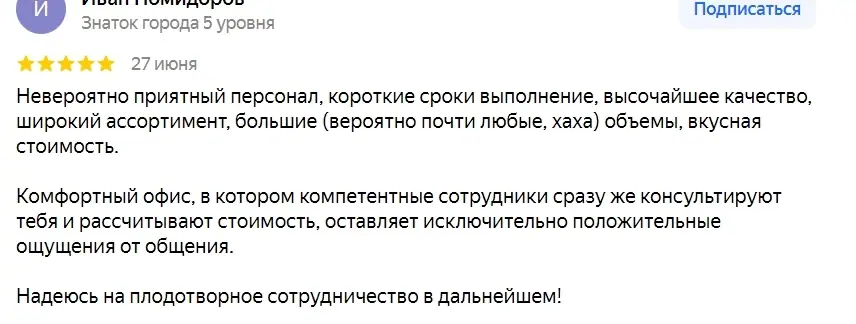 И
Иван Помидоров
Знаток города 5 уровня
Подписаться
27 июня
Невероятно приятный персонал, короткие сроки выполнение, высочайшее качество,
широкий ассортимент, большие (вероятно почти любые, хаха) объемы, вкусная
стоимость.
Комфортный офис, в котором компетентные сотрудники сразу же консультируют
тебя и рассчитывают стоимость, оставляет исключительно положительные
ощущения от общения.
Надеюсь на плодотворное сотрудничество в дальнейшем!